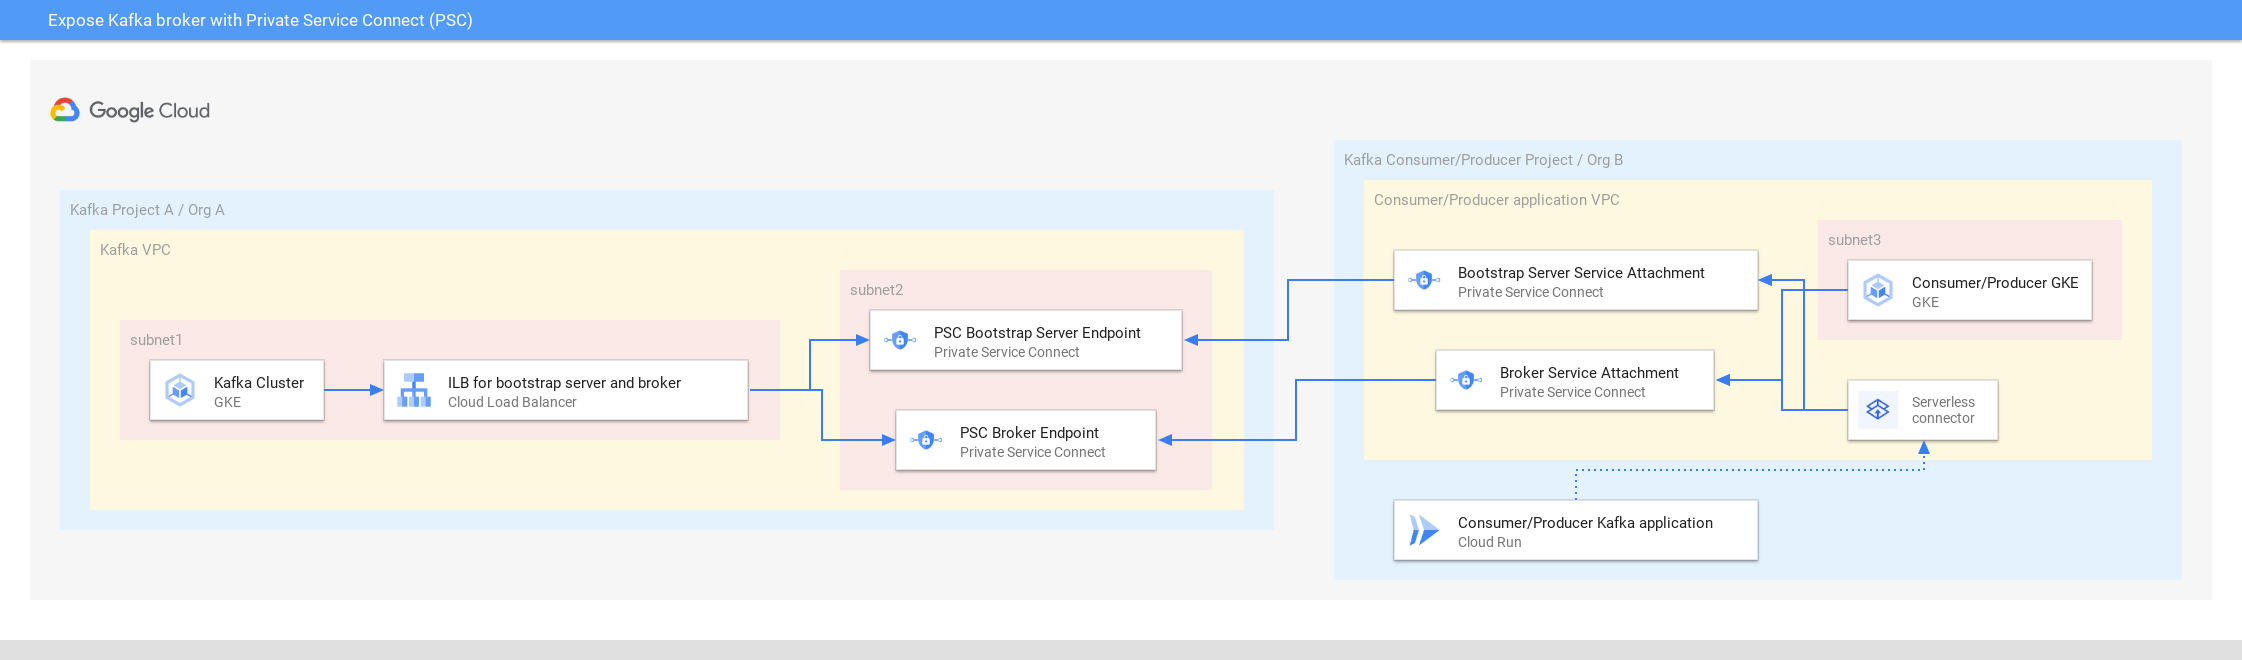 Expose Kafka broker with Private Service Connect (PSC)
Google Cloud
Kafka Project A / Org A
Kafka VPC
subnet1
Kafka Cluster
GKE
ILB for bootstrap server and broker
Cloud Load Balancer
subnet2
PSC Bootstrap Server Endpoint
Private Service Connect
PSC Broker Endpoint
Private Service Connect
Kafka Consumer/Producer Project / Org B
Consumer/Producer application VPC
Bootstrap Server Service Attachment
Private Service Connect
Broker Service Attachment
Private Service Connect
subnet3
Consumer/Producer GKE
GKE
Serverless
connector
Consumer/Producer Kafka application
Cloud Run